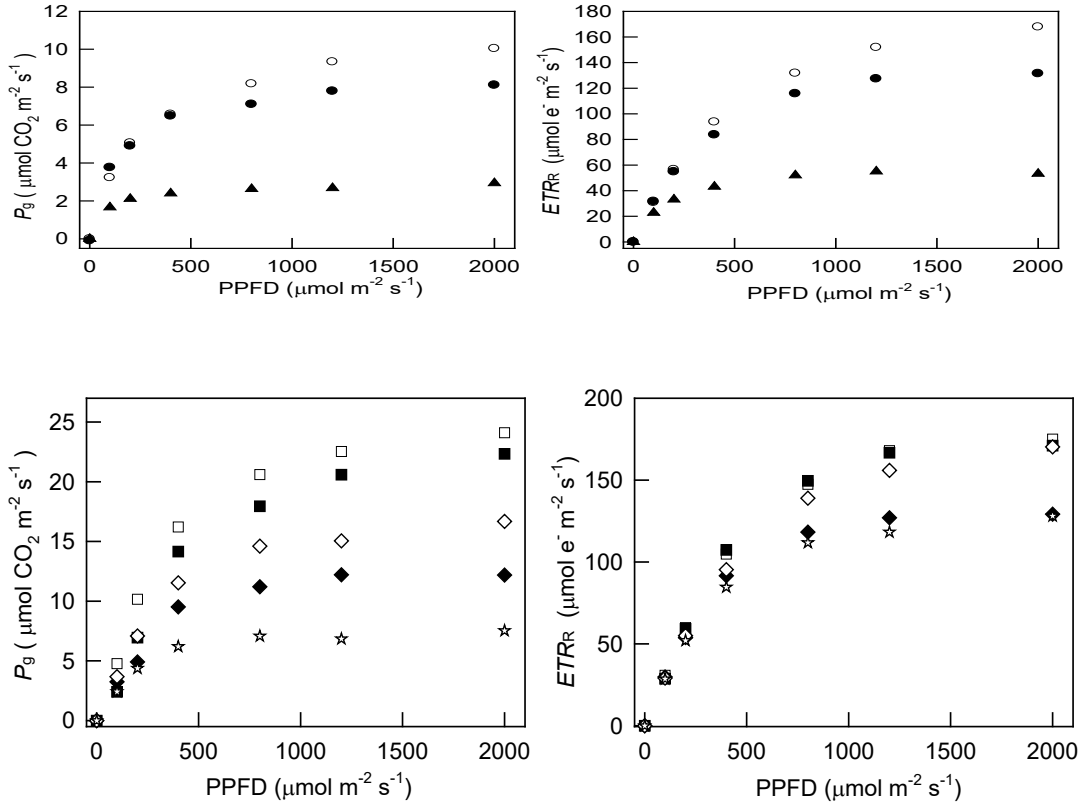 12
10
8
6
4
2
0
Pg ( μmol CO2 m-2 s-1)
0 500 1000 1500 2000
PPFD (μmol m-2 s-1)
180
160
140
120
100
80
60
40
20
0
ETRR (μmol e- m-2 s-1)
0 500 1000 1500 2000
PPFD (μmol m-2 s-1)
25
20
15
10
5
0
Pg ( μmol CO2 m-2 s-1)
0 500 1000 1500 2000
PPFD (μmol m-2 s-1)
200
150
100
50
0
ETRR (μmol e- m-2 s-1)
0 500 1000 1500 2000
PPFD (μmol m-2 s-1)